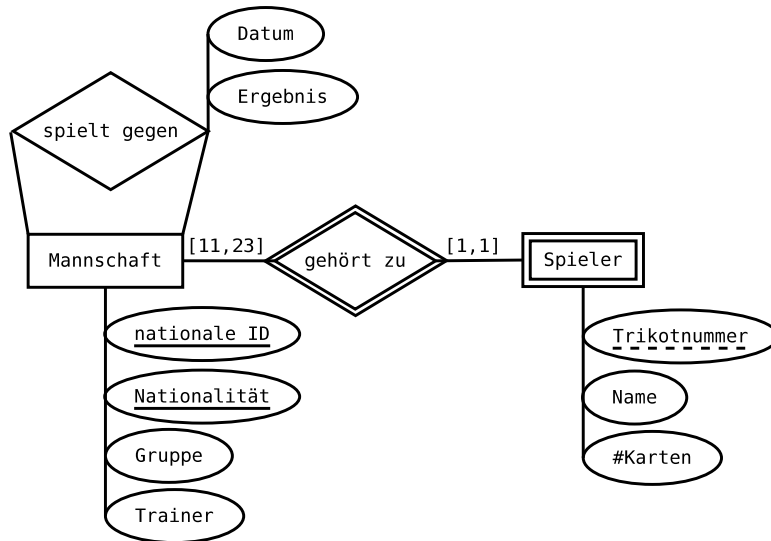 Datum
Ergebnis
spielt gegen
Mannschaft
[11,23]
gehört zu
[1,1]
Spieler
nationale ID
Nationalität
Gruppe
Trainer
Trikotnummer
Name
#Karten